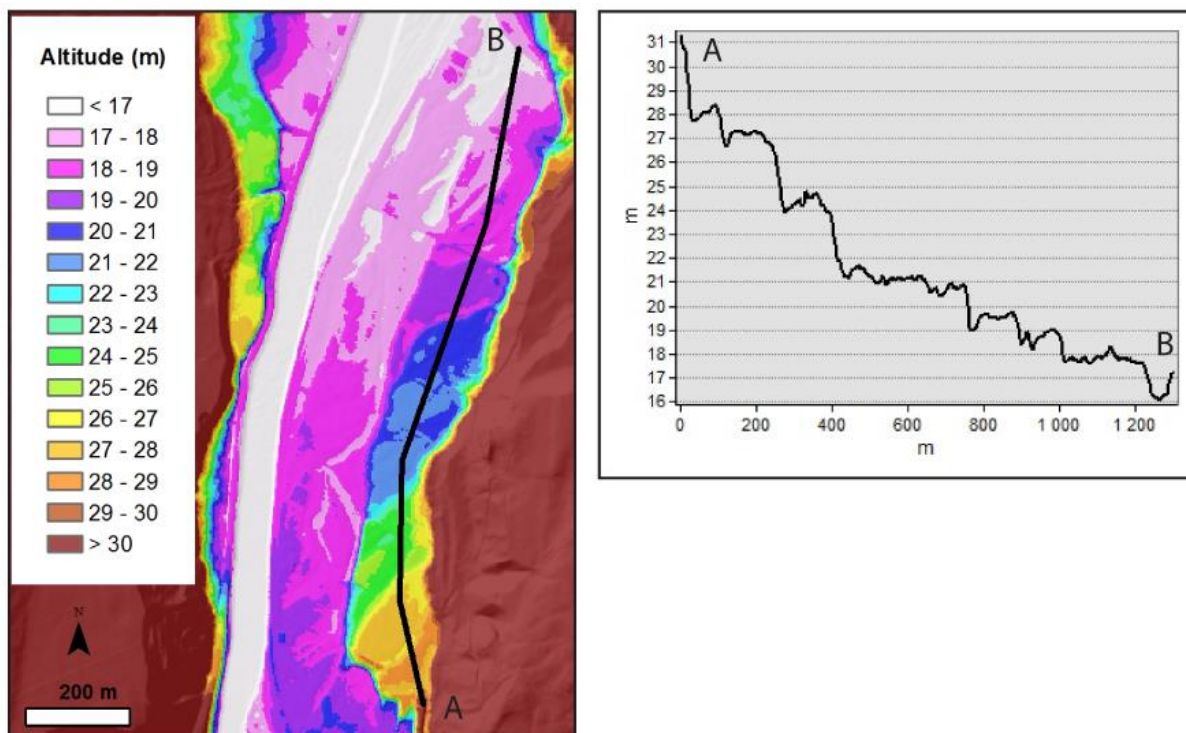 Altitude (m)
< 17
17 - 18
18 - 19
19 - 20
20 - 21
21 - 22
22 - 23
23 - 24
24 - 25
25 - 26
26 - 27
27 - 28
28 - 29
29 - 30
> 30
N
200 m
B
A
31
30
29
28
27
26
25
24
23
22
21
20
19
18
17
16
m
A
B
0
200
400
600
800
1 000
1 200
m